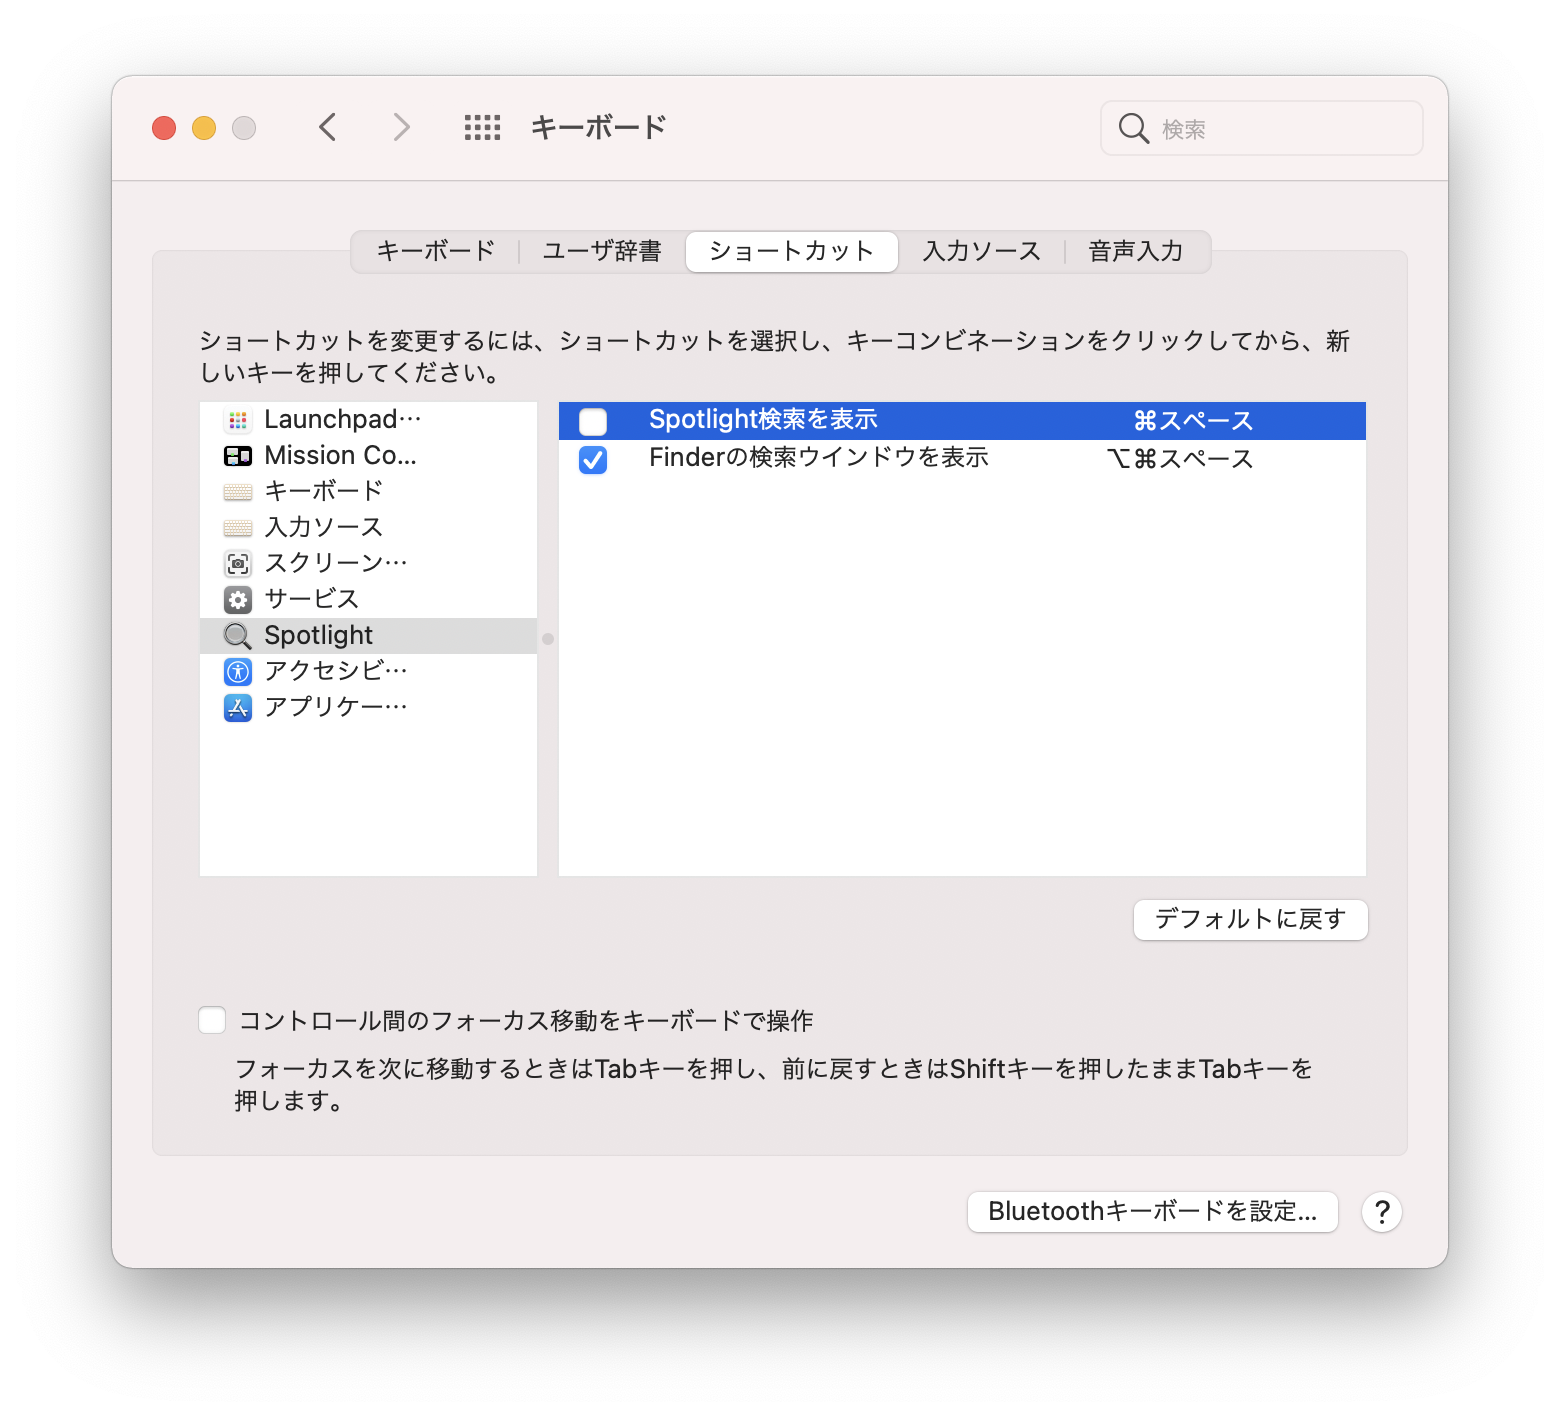 キーボード
検索
キーボード
ユーザ辞書
ショートカット
入力ソース
音声入力
ショートカットを変更するには、ショートカットを選択し、キーコンビネーションをクリックしてから、新
しいキーを押してください。
Launchpad…
Mission Co...
キーボード
入力ソース
スクリーン…
サービス
Spotlight
アクセシビ…
アプリケー…
Spotlight検索を表示 ⌘スペース
Finderの検索ウインドウを表示 ⌥⌘スペース
デフォルトに戻す
コントロール間のフォーカス移動をキーボードで操作
フォーカスを次に移動するときはTabキーを押し、前に戻すときはShiftキーを押したままTabキーを
押します。
Bluetoothキーボードを設定...
?